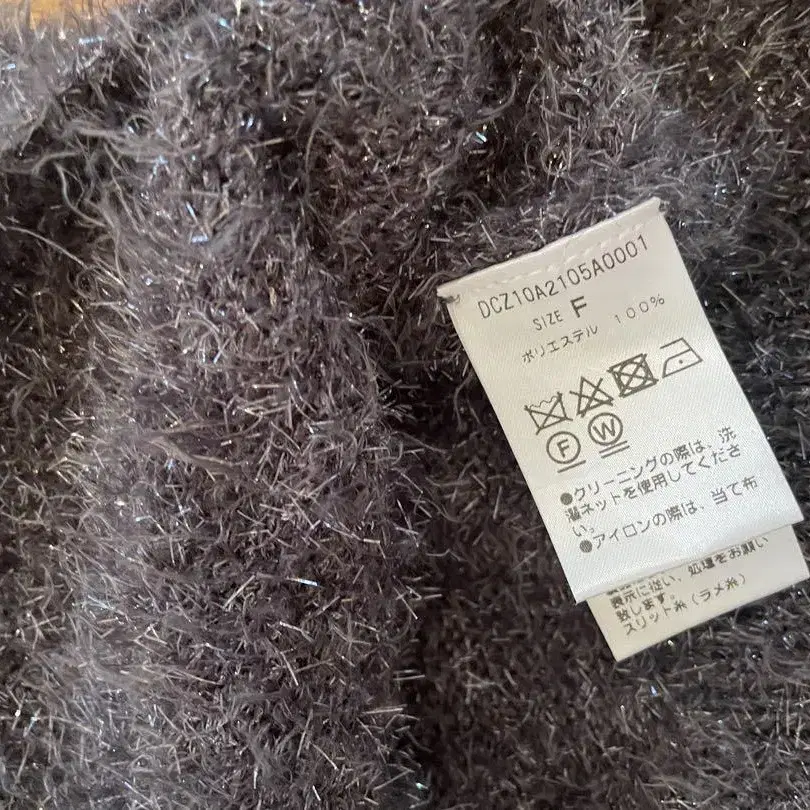 DCZ10A2105A0001
SIZE F
ポリエステル 100%
F W
●クリーニングの際は、洗
濯ネットを使用してくださ
い。
●アイロンの際は、当て布
表示に従い、処理をお願い
致します。
スリット糸(ラメ糸)